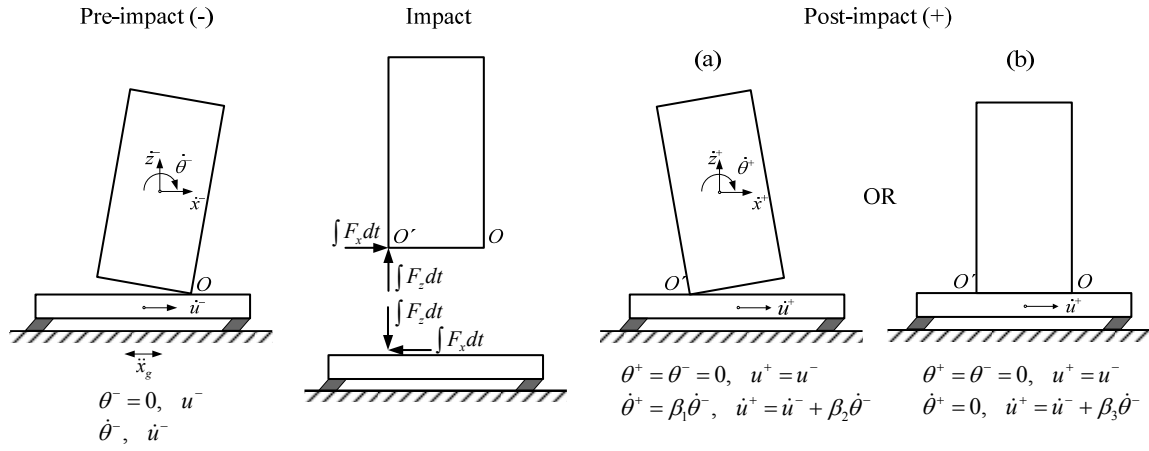 Pre-impact (-)
Impact
Post-impact (+)
(a)
(b)
ż⁻
θ̇⁻
ẋ⁻
O
u̇⁻
ẍ_g
θ⁻ = 0, u⁻
θ̇⁻, u̇⁻
∫ F_x dt
O′
O
∫ F_z dt
∫ F_z dt
∫ F_x dt
ż⁺
θ̇⁺
ẋ⁺
O′
u̇⁺
θ⁺ = θ⁻ = 0, u⁺ = u⁻
θ̇⁺ = β₁θ̇⁻, u̇⁺ = u̇⁻ + β₂θ̇⁻
OR
O′
O
u̇⁺
θ⁺ = θ⁻ = 0, u⁺ = u⁻
θ̇⁺ = 0, u̇⁺ = u̇⁻ + β₃θ̇⁻